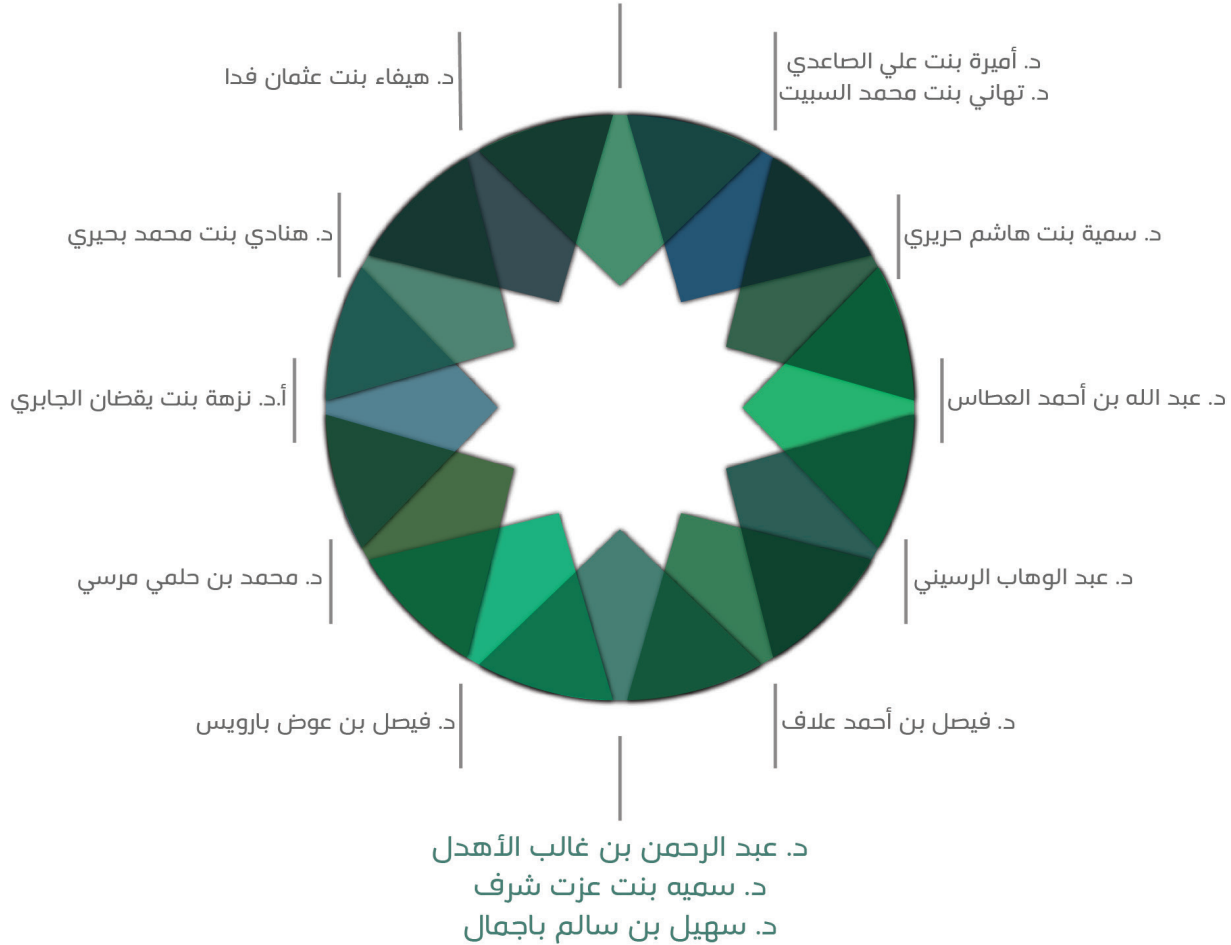 د. أميرة بنت علي الصاعدي
د. تهاني بنت محمد السبيت
د. هيفاء بنت عثمان فدا
د. سمية بنت هاشم حريري
د. هنادي بنت محمد بحيري
د. عبد الله بن أحمد العطاس
أ.د. نزهة بنت يقضان الجابري
د. عبد الوهاب الرسيني
د. محمد بن حلمي مرسي
د. فيصل بن أحمد علاف
د. فيصل بن عوض بارويس
د. عبد الرحمن بن غالب الأهدل
د. سميه بنت عزت شرف
د. سهيل بن سالم باجمال